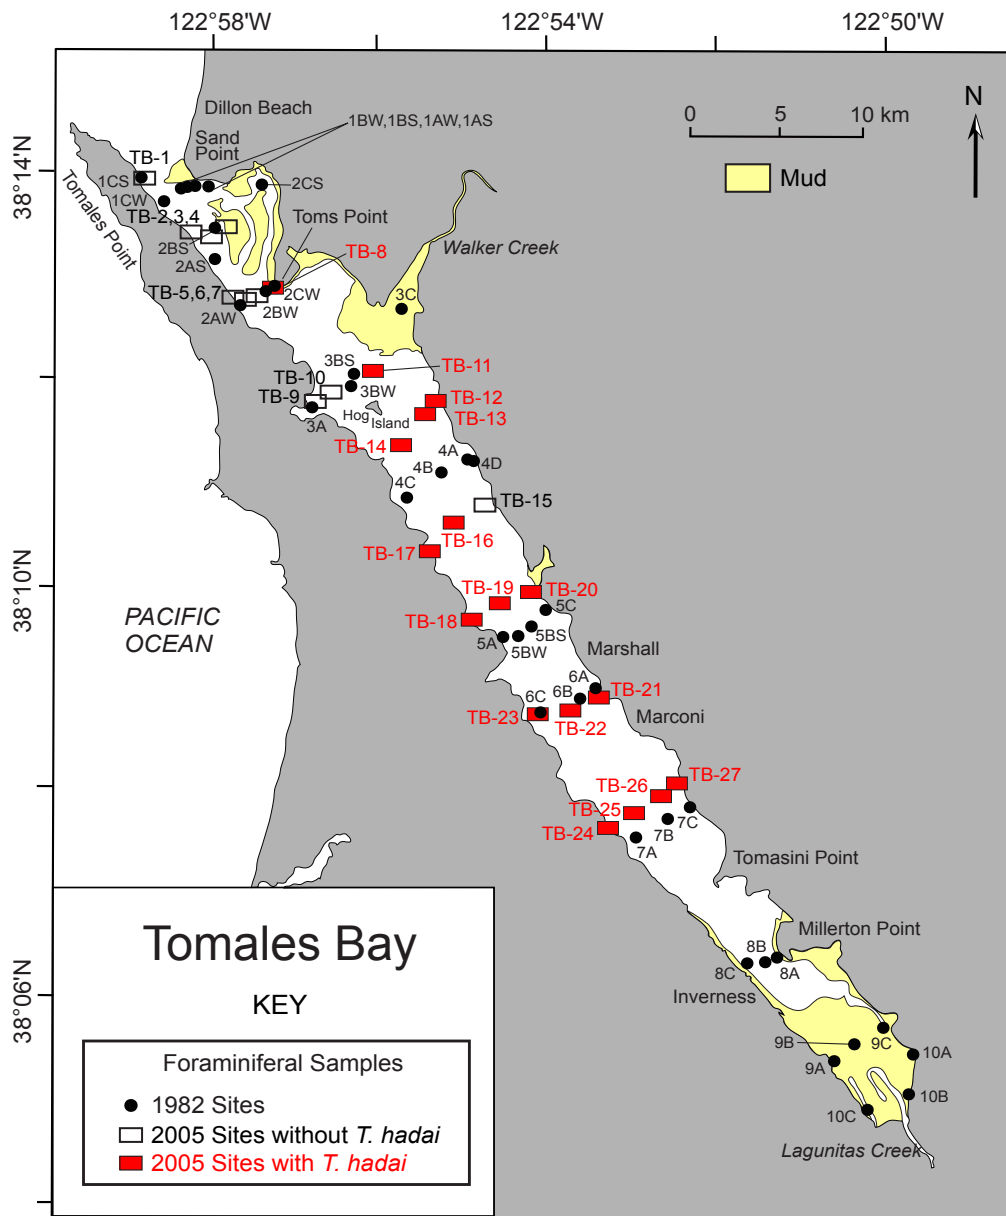 122°58'W
122°54'W
122°50'W
Dillon Beach
Sand
Point
1BW,1BS,1AW,1AS
0
5
10 km
N
Mud
38°14'N
TB-1
1CS
1CW
2CS
Tomales Point
TB-2,3,4
Toms Point
Walker Creek
2BS
2AS
TB-8
TB-5,6,7
2CW
2AW
2BW
3C
3BS
TB-11
TB-10
3BW
TB-9
TB-12
3A
Hog
Island
TB-13
TB-14
4A
4D
4B
4C
TB-15
TB-16
TB-17
38°10'N
TB-19
TB-20
5C
TB-18
5BS
5A
5BW
PACIFIC
OCEAN
Marshall
6A
6B
TB-21
6C
TB-23
TB-22
Marconi
TB-27
TB-26
TB-25
TB-24
7C
7B
7A
Tomasini Point
Millerton Point
8B
8C
8A
Inverness
38°06'N
9B
9C
9A
10A
10B
10C
Lagunitas Creek
Tomales Bay
KEY
Foraminiferal Samples
1982 Sites
2005 Sites without T. hadai
2005 Sites with T. hadai